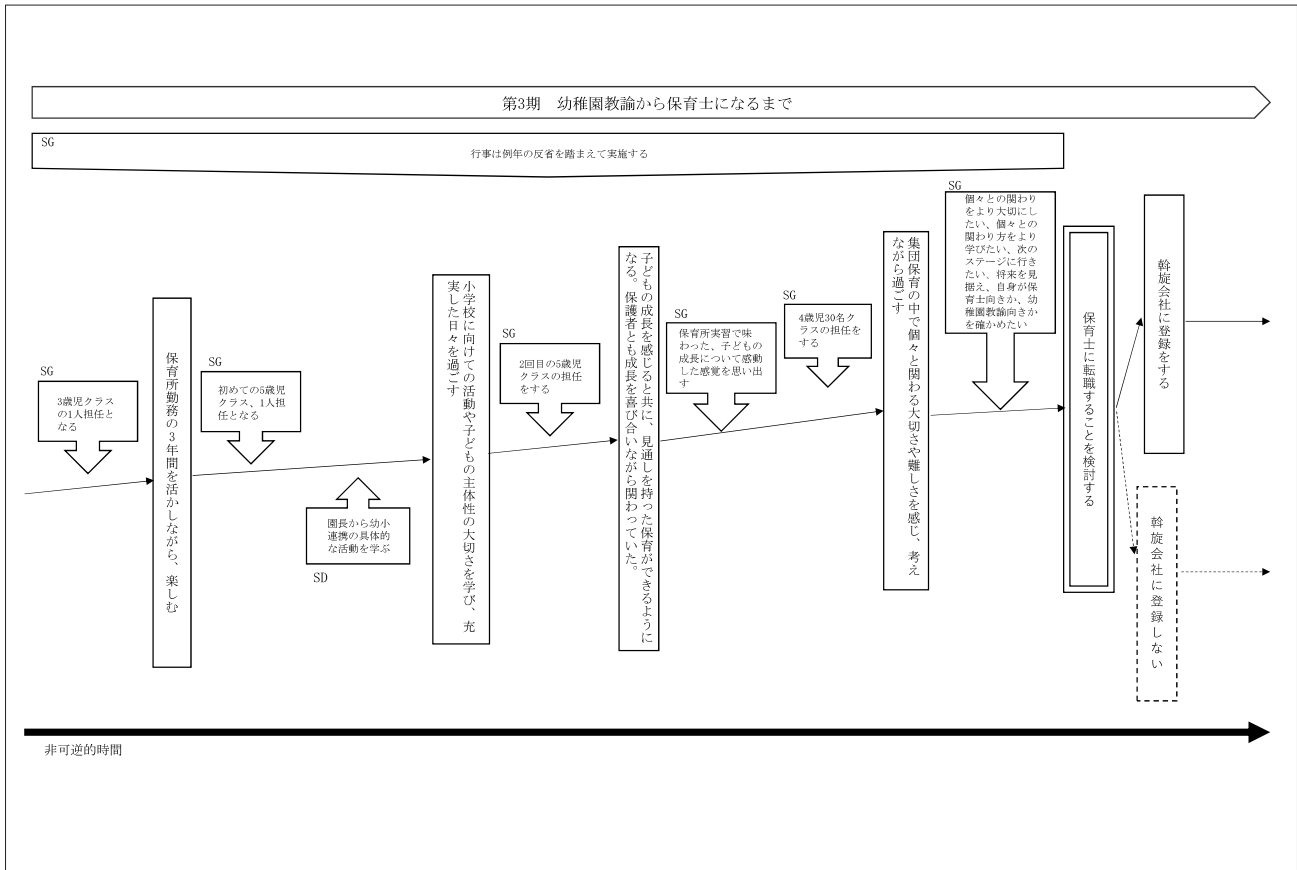 第3期　幼稚園教諭から保育士になるまで
SG
行事は例年の反省を踏まえて実施する
SG
3歳児クラス
の1人担任と
なる
保育所勤務の3年間を活かしながら、楽しむ
SG
初めての5歳児
クラス、1人担
任となる
園長から幼小
連携の具体的
な活動を学ぶ
SD
小学校に向けての活動や子どもの主体性の大切さを学び、充
実した日々を過ごす
SG
2回目の5歳児
クラスの担任
をする
子どもの成長を感じると共に、見通しを持った保育ができるように
なる。保護者とも成長を喜び合いながら関わっていた。
SG
保育所実習で味
わった、子どもの
成長について感動
した感覚を思い出
す
SG
4歳児30名ク
ラスの担任を
する
集団保育の中で個々と関わる大切さや難しさを感じ、考え
ながら過ごす
SG
個々との関わり
をより大切にし
たい、個々との
関わり方をより
学びたい、次の
ステージに行き
たい、将来を見
据え、自身が保
育士向きか、幼
稚園教諭向きか
を確かめたい
保育士に転職することを検討する
斡旋会社に登録をする
斡旋会社に登録しない
非可逆的時間